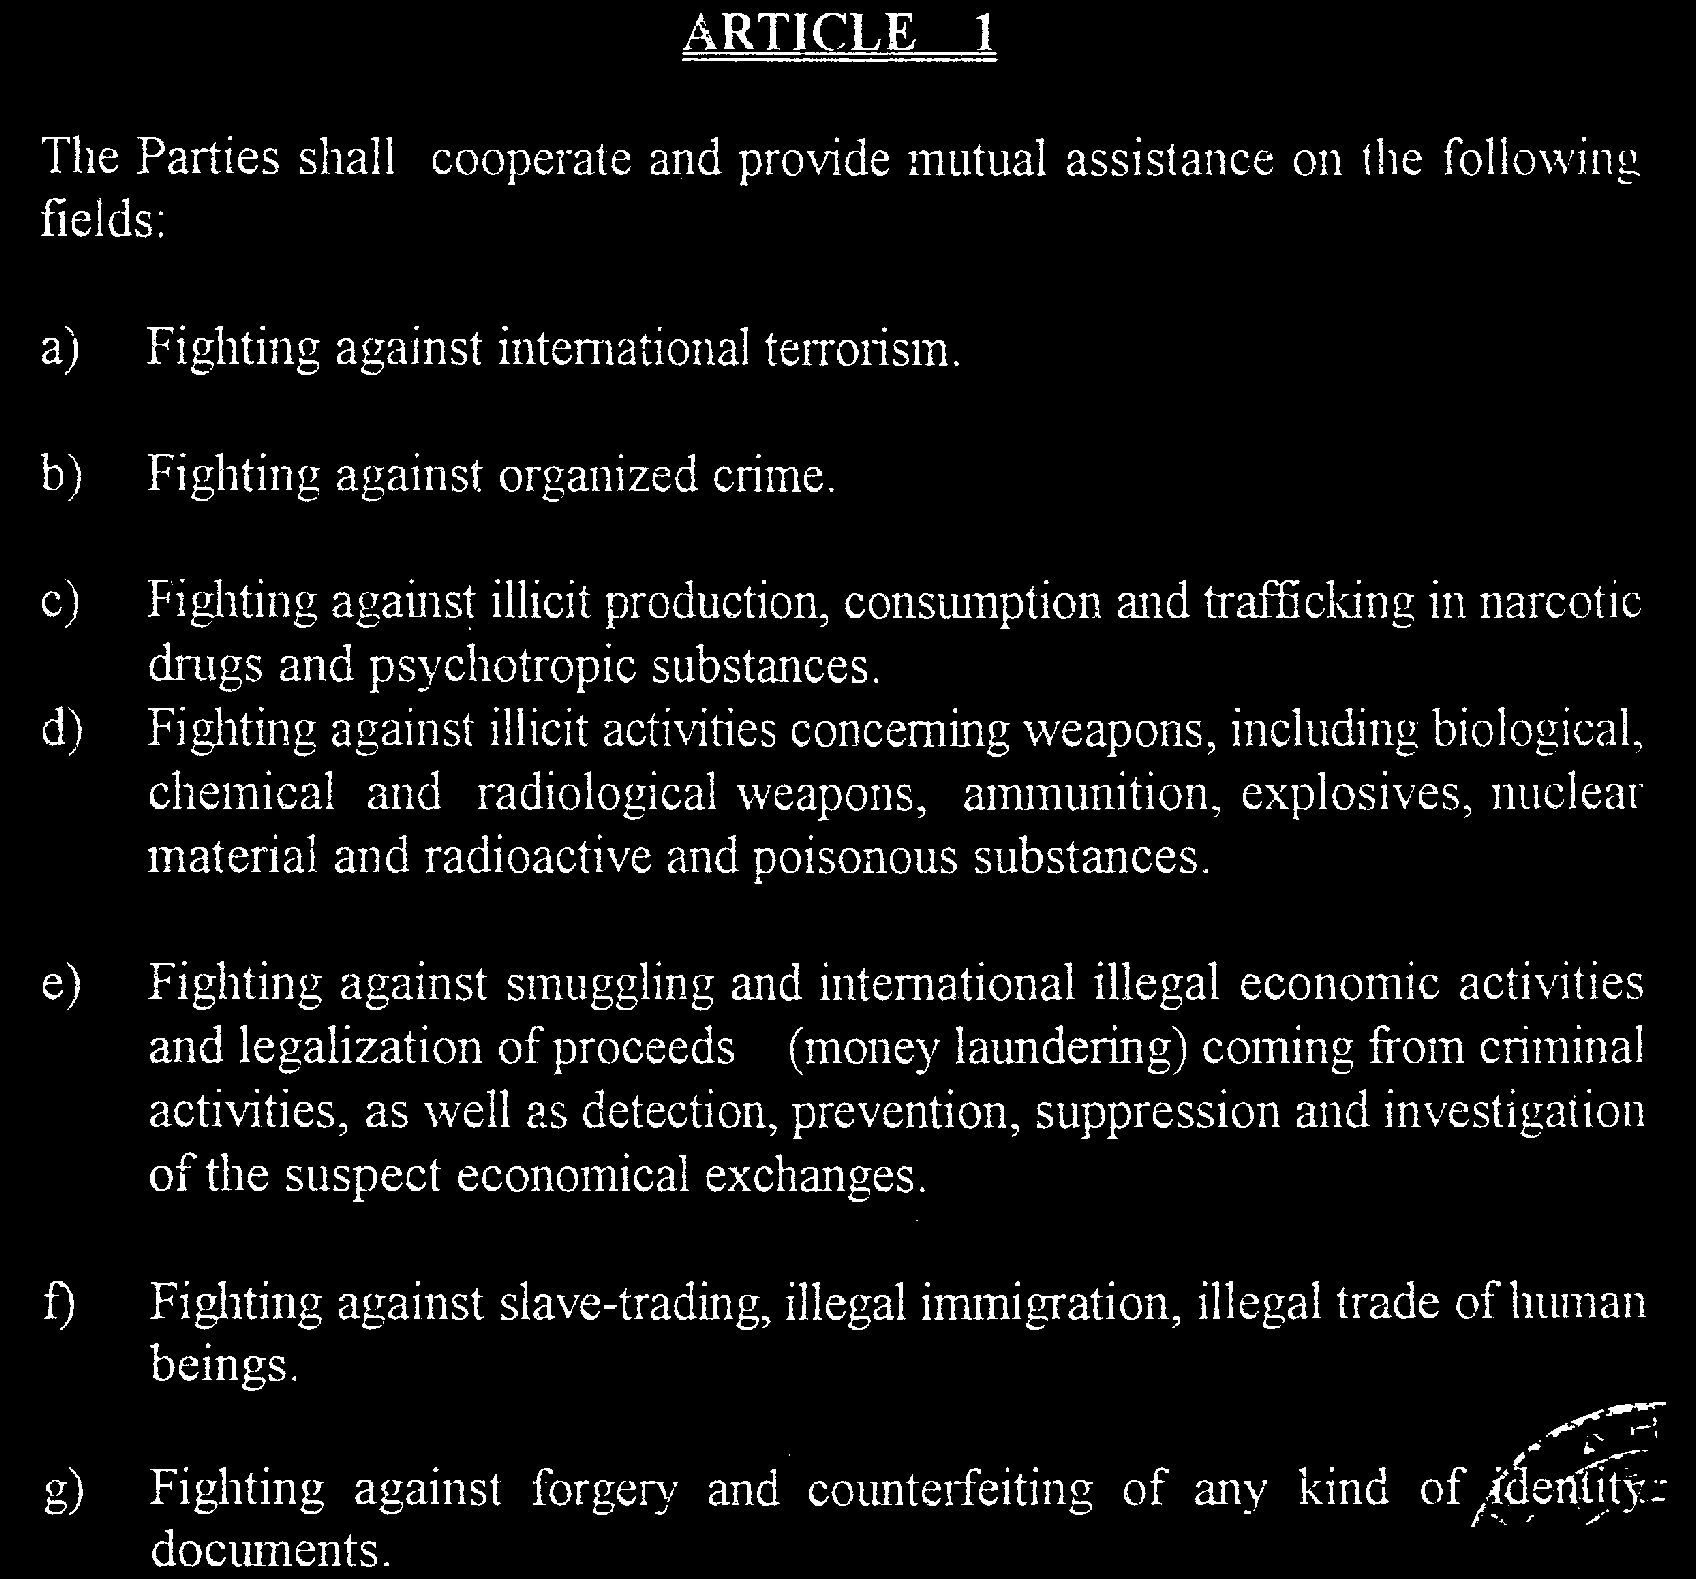 ARTICLE 1
The Parties shall cooperate and provide mutual assistance on the following
fields:
a) Fighting against international terrorism.
b) Fighting against organized crime.
c) Fighting against illicit production, consumption and trafficking in narcotic
drugs and psychotropic substances.
d) Fighting against illicit activities concerning weapons, including biological,
chemical and radiological weapons, ammunition, explosives, nuclear
material and radioactive and poisonous substances.
e) Fighting against smuggling and international illegal economic activities
and legalization of proceeds (money laundering) coming from criminal
activities, as well as detection, prevention, suppression and investigation
of the suspect economical exchanges.
f) Fighting against slave-trading, illegal immigration, illegal trade of human
beings.
g) Fighting against forgery and counterfeiting of any kind of identity
documents.